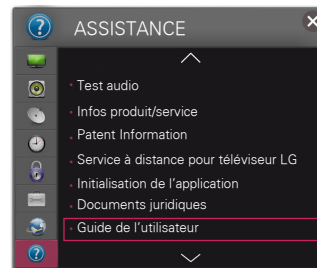 ASSISTANCE
• Test audio
• Infos produit/service
• Patent Information
• Service à distance pour téléviseur LG
• Initialisation de l'application
• Documents juridiques
• Guide de l'utilisateur